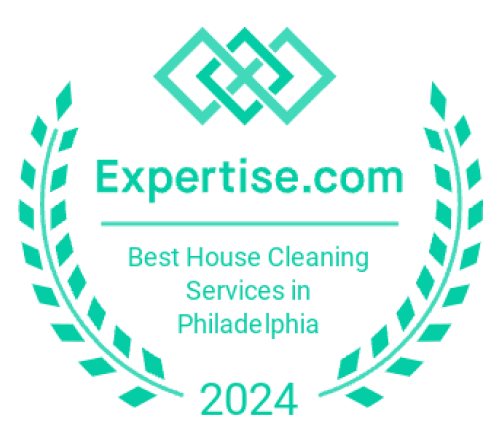 Expertise.com
Best House Cleaning
Services in
Philadelphia
2024